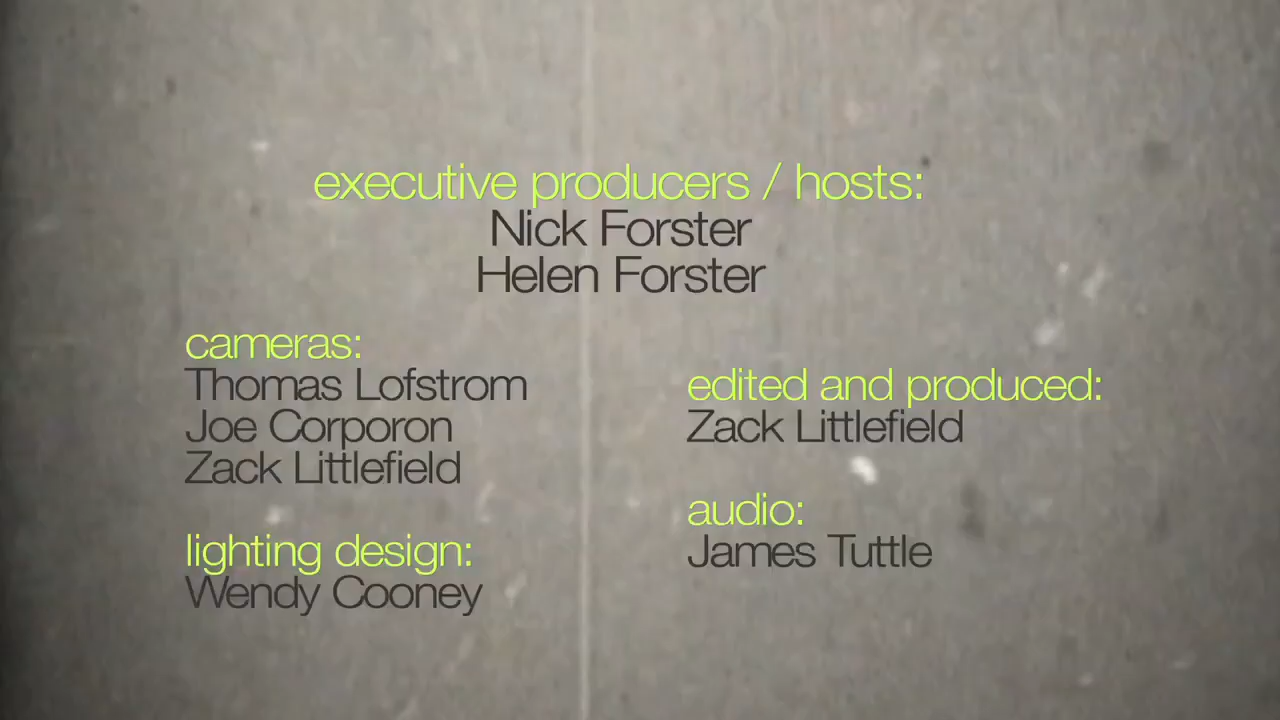 executive producers / hosts:
Nick Forster
Helen Forster
cameras:
Thomas Lofstrom
Joe Corporon
Zack Littlefield
lighting design:
Wendy Cooney
edited and produced:
Zack Littlefield
audio:
James Tuttle